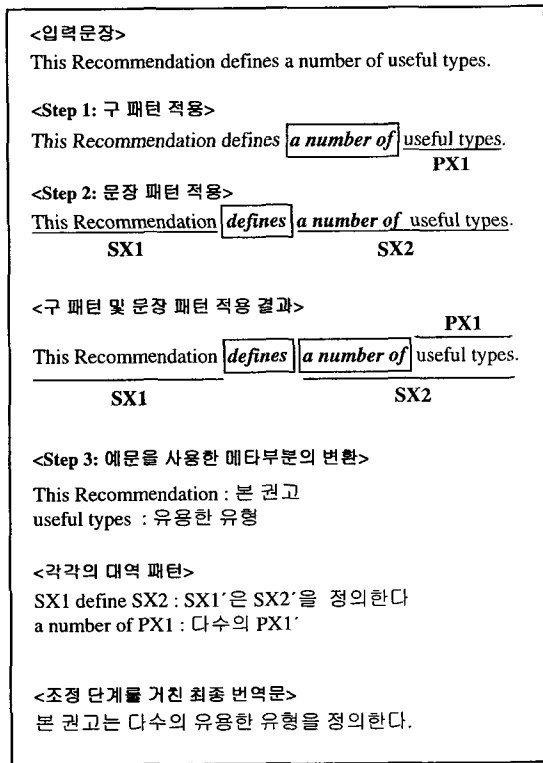 <입력문장>
This Recommendation defines a number of useful types.
<Step 1: 구 패턴 적용>
This Recommendation defines a number of useful types.
PX1
<Step 2: 문장 패턴 적용>
This Recommendation defines a number of useful types.
SX1 SX2
<구 패턴 및 문장 패턴 적용 결과>
PX1
This Recommendation defines a number of useful types.
SX1 SX2
<Step 3: 예문을 사용한 메타부분의 변환>
This Recommendation : 본 권고
useful types : 유용한 유형
<각각의 대역 패턴>
SX1 define SX2 : SX1′은 SX2′을 정의한다
a number of PX1 : 다수의 PX1′
<조정 단계를 거친 최종 번역문>
본 권고는 다수의 유용한 유형을 정의한다.